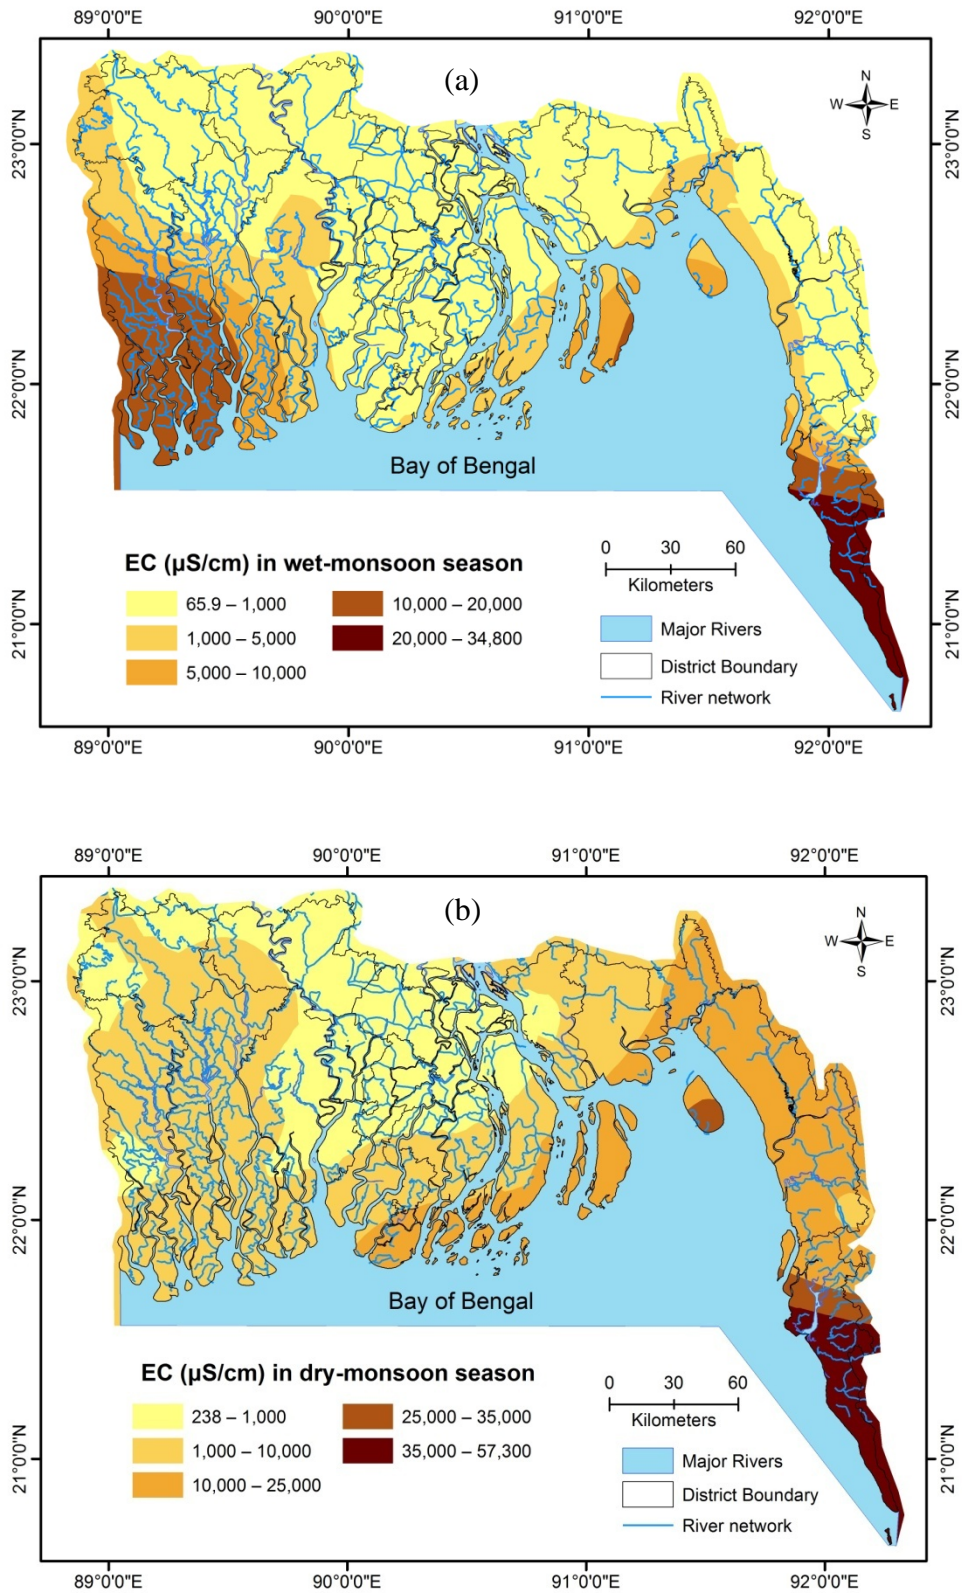 89°0'0"E 90°0'0"E 91°0'0"E 92°0'0"E
(a)
N
W E
S
23°0'0"N 23°0'0"N
22°0'0"N 22°0'0"N
21°0'0"N 21°0'0"N
Bay of Bengal
EC (µS/cm) in wet-monsoon season
65.9 – 1,000
1,000 – 5,000
5,000 – 10,000
10,000 – 20,000
20,000 – 34,800
0 30 60
Kilometers
Major Rivers
District Boundary
River network
89°0'0"E 90°0'0"E 91°0'0"E 92°0'0"E
89°0'0"E 90°0'0"E 91°0'0"E 92°0'0"E
(b)
N
W E
S
23°0'0"N 23°0'0"N
22°0'0"N 22°0'0"N
21°0'0"N 21°0'0"N
Bay of Bengal
EC (µS/cm) in dry-monsoon season
238 – 1,000
1,000 – 10,000
10,000 – 25,000
25,000 – 35,000
35,000 – 57,300
0 30 60
Kilometers
Major Rivers
District Boundary
River network
89°0'0"E 90°0'0"E 91°0'0"E 92°0'0"E